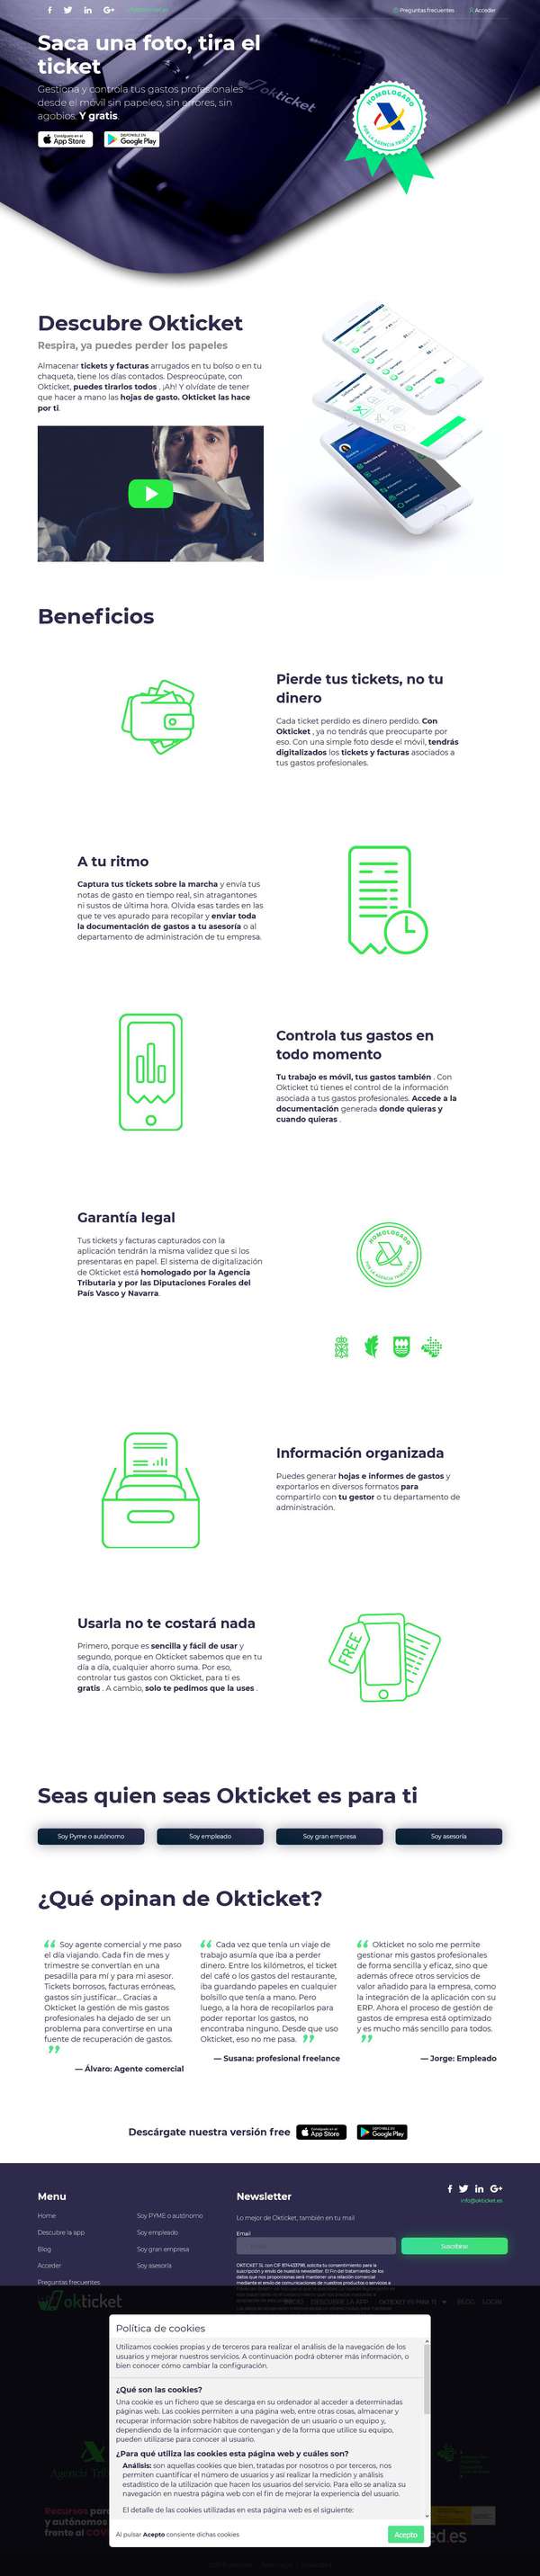 Preguntas frecuentes
Acceder
Saca una foto, tira el
ticket
Gestiona y controla tus gastos profesionales
desde el móvil sin papeleo, sin errores, sin
agobios. Y gratis.
App Store
Google Play
okticket
HOMOLOGADO
POR LA AGENCIA TRIBUTARIA
Descubre Okticket
Respira, ya puedes perder los papeles
Almacenar tickets y facturas arrugados en tu bolso o en tu
chaqueta, tiene los días contados. Despreocúpate, con
Okticket, puedes tirarlos todos . ¡Ah! Y olvídate de tener
que hacer a mano las hojas de gasto. Okticket las hace
por ti.
Beneficios
Pierde tus tickets, no tu
dinero
Cada ticket perdido es dinero perdido. Con
Okticket , ya no tendrás que preocuparte por
eso. Con una simple foto desde el móvil, tendrás
digitalizados los tickets y facturas asociados a
tus gastos profesionales.
A tu ritmo
Captura tus tickets sobre la marcha y envía tus
notas de gasto en tiempo real, sin atragantones
ni sustos de última hora. Olvida esas tardes en las
que te ves apurado para recopilar y enviar toda
la documentación de gastos a tu asesoría o al
departamento de administración de tu empresa.
Controla tus gastos en
todo momento
Tu trabajo es móvil, tus gastos también . Con
Okticket tú tienes el control de la información
asociada a tus gastos profesionales. Accede a la
documentación generada donde quieras y
cuando quieras .
Garantía legal
Tus tickets y facturas capturados con la
aplicación tendrán la misma validez que si los
presentaras en papel. El sistema de digitalización
de Okticket está homologado por la Agencia
Tributaria y por las Diputaciones Forales del
País Vasco y Navarra.
HOMOLOGADO
POR LA AGENCIA TRIBUTARIA
Información organizada
Puedes generar hojas e informes de gastos y
exportarlos en diversos formatos para
compartirlo con tu gestor o tu departamento de
administración.
Usarla no te costará nada
Primero, porque es sencilla y fácil de usar y
segundo, porque en Okticket sabemos que en tu
día a día, cualquier ahorro suma. Por eso,
controlar tus gastos con Okticket, para ti es
gratis . A cambio, solo te pedimos que la uses .
FREE
Seas quien seas Okticket es para ti
Soy Pyme o autónomo
Soy empleado
Soy gran empresa
Soy asesoría
¿Qué opinan de Okticket?
Soy agente comercial y me paso
el día viajando. Cada fin de mes y
trimestre se convertían en una
pesadilla para mí y para mi asesor.
Tickets borrosos, facturas erróneas,
gastos sin justificar... Gracias a
Okticket la gestión de mis gastos
profesionales ha dejado de ser un
problema para convertirse en una
fuente de recuperación de gastos.
— Álvaro: Agente comercial
Cada vez que tenía un viaje de
trabajo asumía que iba a perder
dinero. Entre los kilómetros, el ticket
del café o los gastos del restaurante,
iba guardando papeles en cualquier
bolsillo que tenía a mano. Pero
luego, a la hora de recopilarlos para
poder reportar los gastos, no
encontraba ninguno. Desde que uso
Okticket, eso no me pasa.
— Susana: profesional freelance
Okticket no solo me permite
gestionar mis gastos profesionales
de forma sencilla y eficaz, sino que
además ofrece otros servicios de
valor añadido para la empresa, como
la integración de la aplicación con su
ERP. Ahora el proceso de gestión de
gastos de empresa está optimizado
y es mucho más sencillo para todos.
— Jorge: Empleado
Descárgate nuestra versión free
App Store
Google Play
Menu
Home
Descubre la app
Blog
Acceder
Preguntas frecuentes
Soy PYME o autónomo
Soy empleado
Soy gran empresa
Soy asesoría
Newsletter
Lo mejor de Okticket, también en tu mail
Email
Suscribirse
info@okticket.es
okticket
Política de cookies
Utilizamos cookies propias y de terceros para realizar el análisis de la navegación de los
usuarios y mejorar nuestros servicios. A continuación podrá obtener más información, o
bien conocer cómo cambiar la configuración.
¿Qué son las cookies?
Una cookie es un fichero que se descarga en su ordenador al acceder a determinadas
páginas web. Las cookies permiten a una página web, entre otras cosas, almacenar y
recuperar información sobre los hábitos de navegación de un usuario o un equipo y,
dependiendo de la información que contengan y de la forma que utilice su equipo,
pueden utilizarse para conocer al usuario.
¿Para qué utiliza las cookies esta página web y cuáles son?
Análisis: son aquellas cookies que bien, tratadas por nosotros o por terceros, nos
permiten cuantificar el número de usuarios y así realizar la medición y análisis
estadístico de la utilización que hacen los usuarios del servicio. Para ello se analiza su
navegación en nuestra página web con el fin de mejorar la experiencia del usuario.
El detalle de las cookies utilizadas en esta página web es el siguiente:
Al pulsar Acepto consiente dichas cookies
Acepto